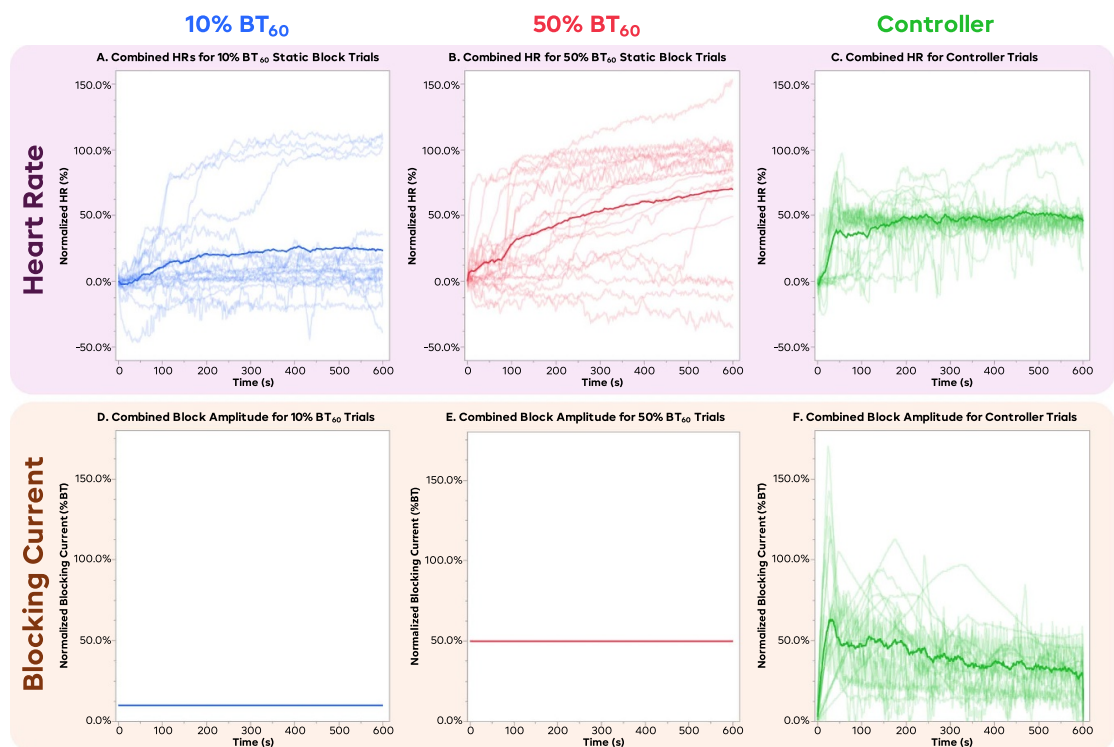 10% BT60
50% BT60
Controller
Heart Rate
A. Combined HRs for 10% BT60 Static Block Trials
Normalized HR (%)
150.0%
100.0%
50.0%
0.0%
-50.0%
0 100 200 300 400 500 600
Time (s)
B. Combined HR for 50% BT60 Static Block Trials
Normalized HR (%)
150.0%
100.0%
50.0%
0.0%
-50.0%
0 100 200 300 400 500 600
Time (s)
C. Combined HR for Controller Trials
Normalized HR (%)
150.0%
100.0%
50.0%
0.0%
-50.0%
0 100 200 300 400 500 600
Time (s)
Blocking Current
D. Combined Block Amplitude for 10% BT60 Trials
Normalized Blocking Current (%BT)
150.0%
100.0%
50.0%
0.0%
0 100 200 300 400 500 600
Time (s)
E. Combined Block Amplitude for 50% BT60 Trials
Normalized Blocking Current (%BT)
150.0%
100.0%
50.0%
0.0%
0 100 200 300 400 500 600
Time (s)
F. Combined Block Amplitude for Controller Trials
Normalized Blocking Current (%BT)
150.0%
100.0%
50.0%
0.0%
0 100 200 300 400 500 600
Time (s)